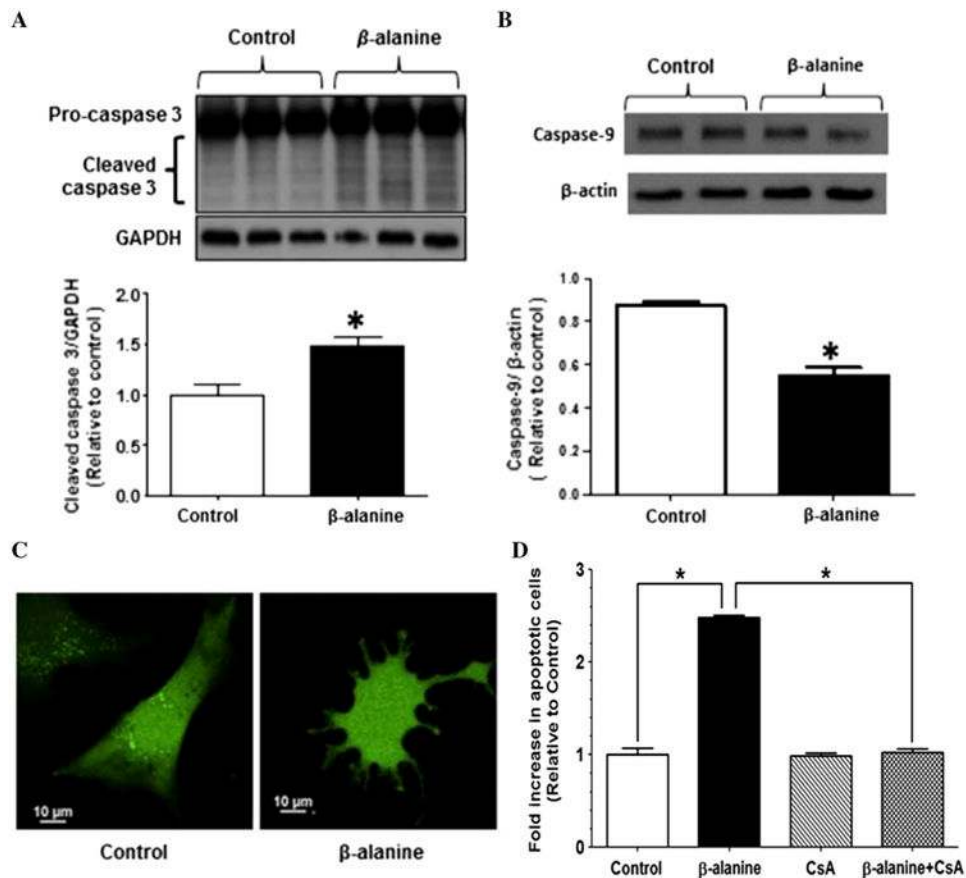 A
Control β-alanine
Pro-caspase 3
Cleaved
caspase 3
GAPDH
Cleaved caspase 3/GAPDH
(Relative to control)
2.0
1.5
1.0
0.5
0.0
*
Control β-alanine
B
Control β-alanine
Caspase-9
β-actin
Caspase-9/ β-actin
( Relative to control)
1.0
0.8
0.6
0.4
0.2
0.0
*
Control β-alanine
C
10 µm
10 µm
Control β-alanine
D
Fold Increase in apoptotic cells
(Relative to Control)
3
2
1
0
* *
Control β-alanine CsA β-alanine+CsA